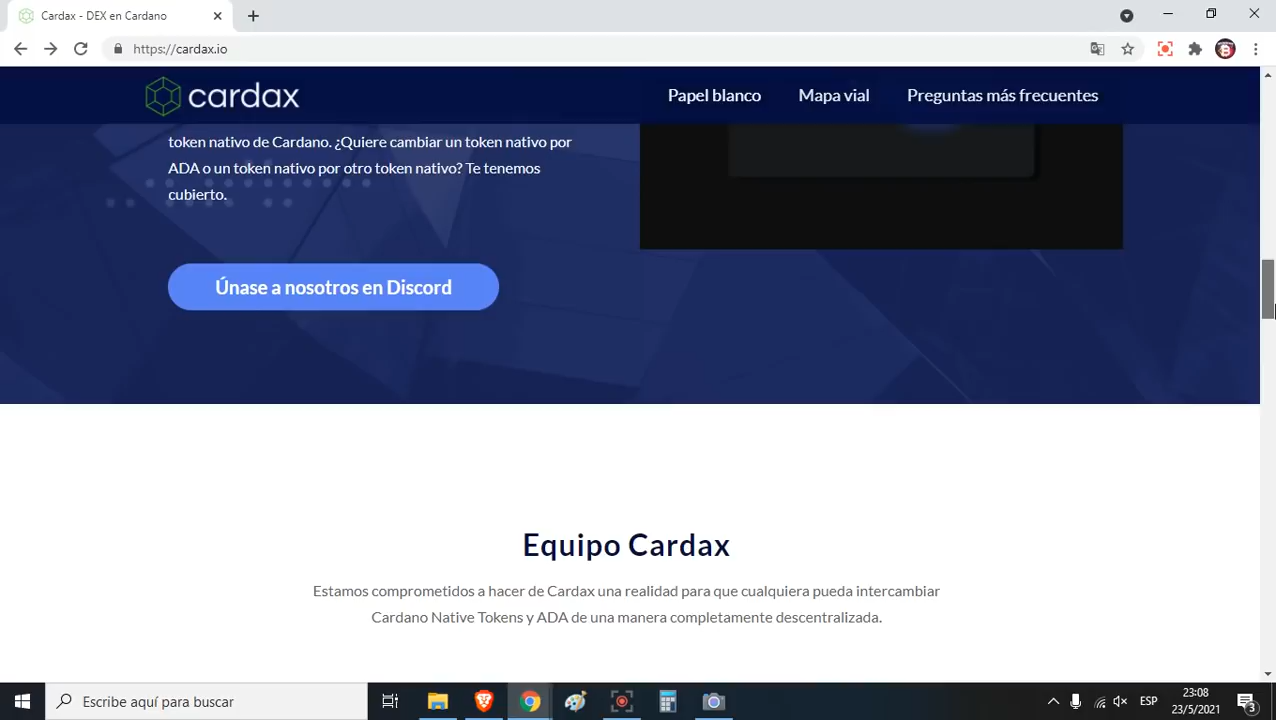 Cardax - DEX en Cardano
https://cardax.io
cardax
Papel blanco
Mapa vial
Preguntas más frecuentes
token nativo de Cardano. ¿Quiere cambiar un token nativo por
ADA o un token nativo por otro token nativo? Te tenemos
cubierto.
Únase a nosotros en Discord
Equipo Cardax
Estamos comprometidos a hacer de Cardax una realidad para que cualquiera pueda intercambiar
Cardano Native Tokens y ADA de una manera completamente descentralizada.
Escribe aquí para buscar
ESP
23:08
23/5/2021
3